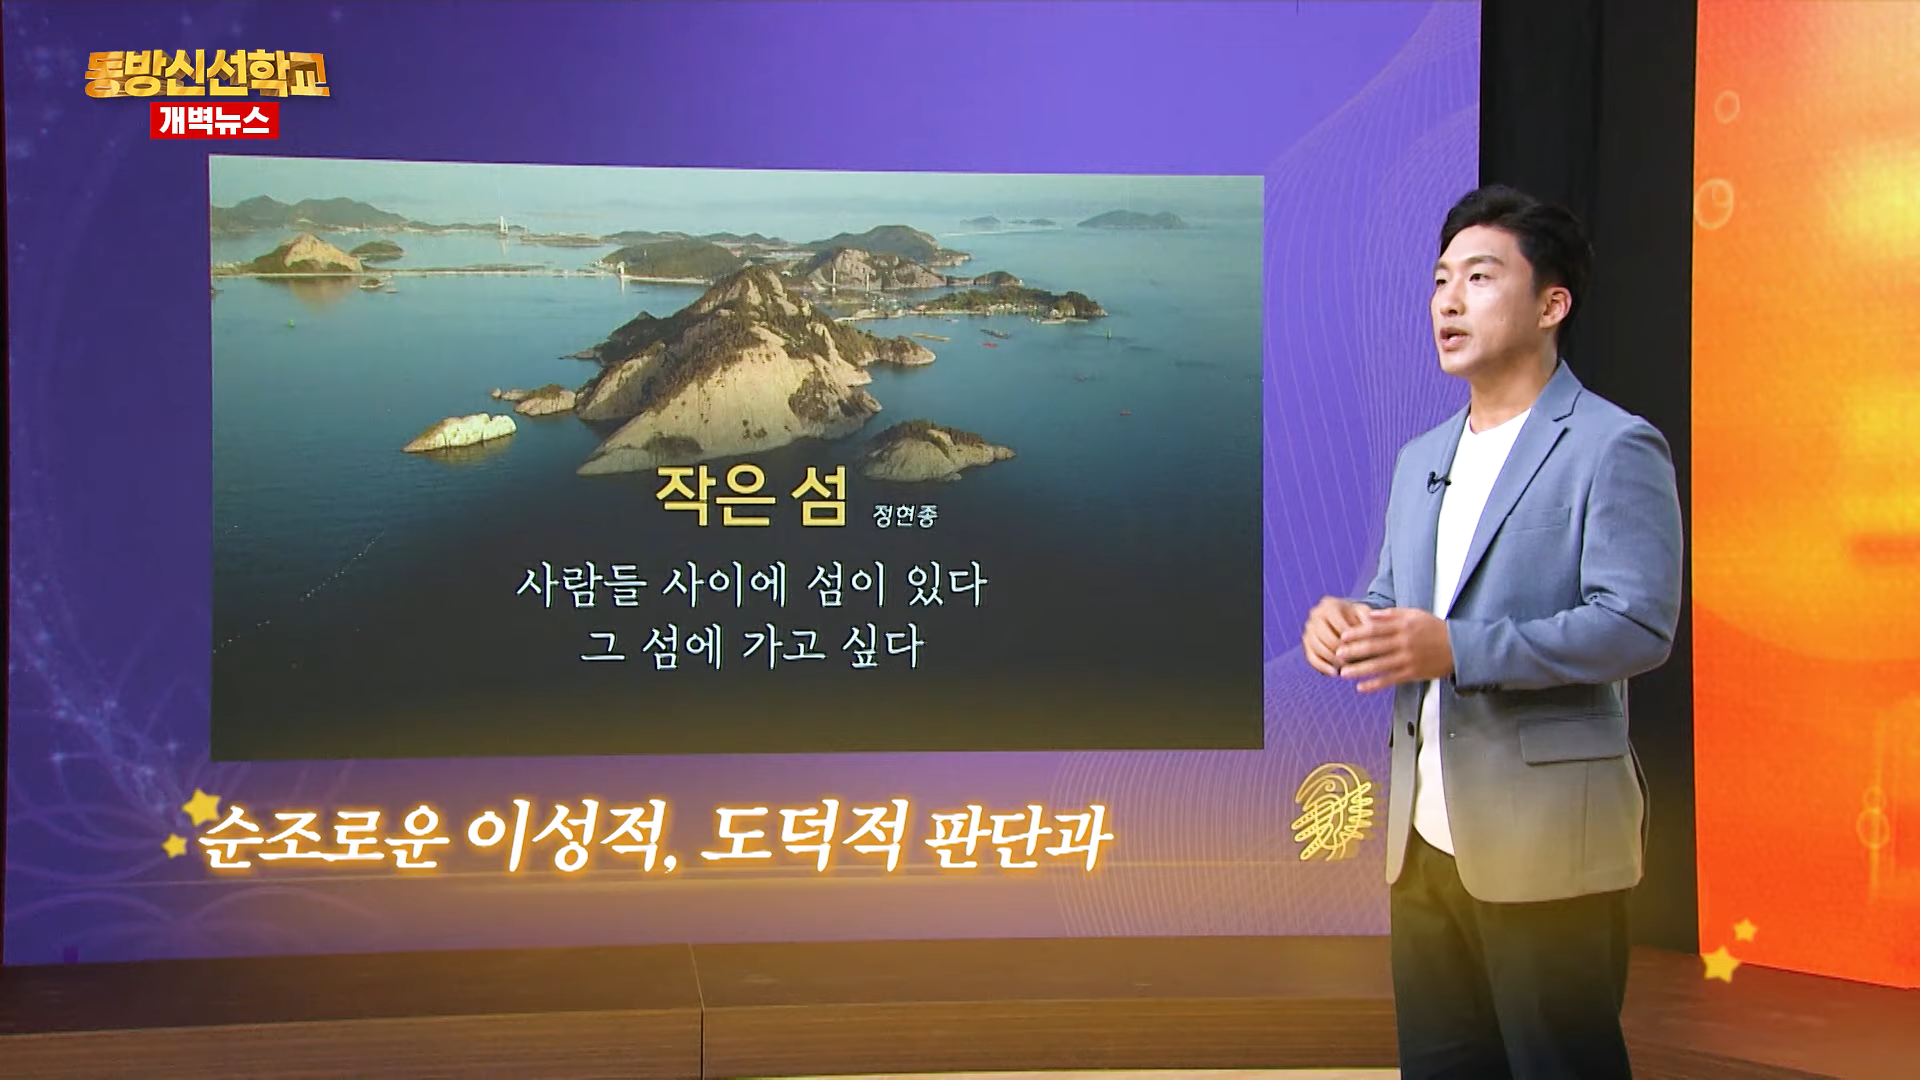 동방신선학교
개벽뉴스
작은 섬 정현종
사람들 사이에 섬이 있다
그 섬에 가고 싶다
순조로운 이성적, 도덕적 판단과